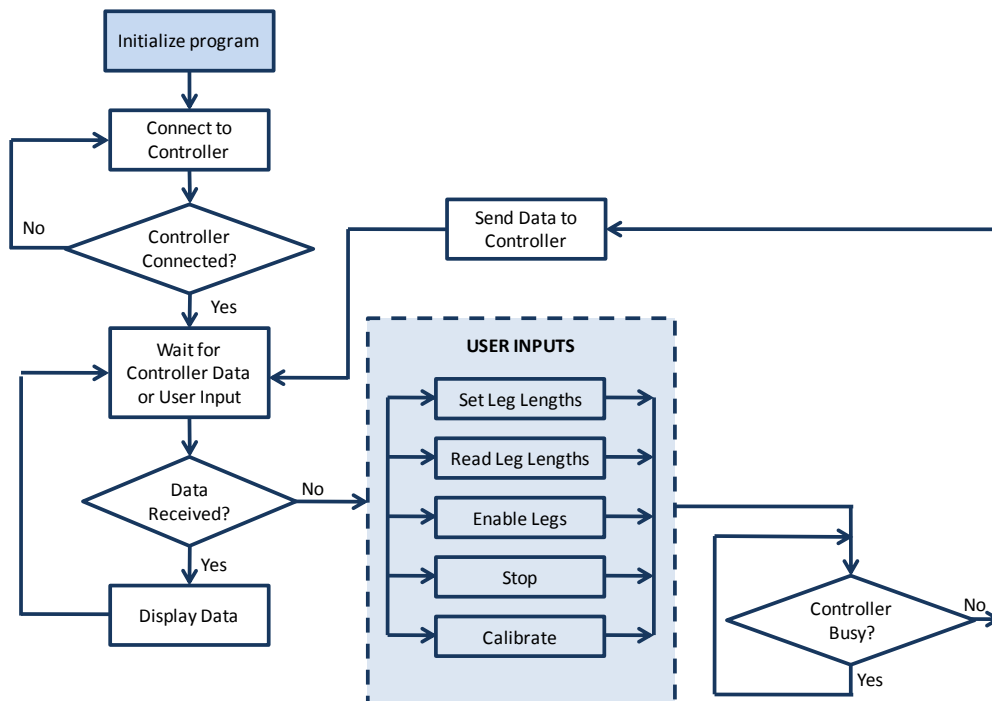 Initialize program
Connect to
Controller
No
Controller
Connected?
Yes
Send Data to
Controller
Wait for
Controller Data
or User Input
Data
Received?
No
Yes
Display Data
USER INPUTS
Set Leg Lengths
Read Leg Lengths
Enable Legs
Stop
Calibrate
Controller
Busy?
No
Yes